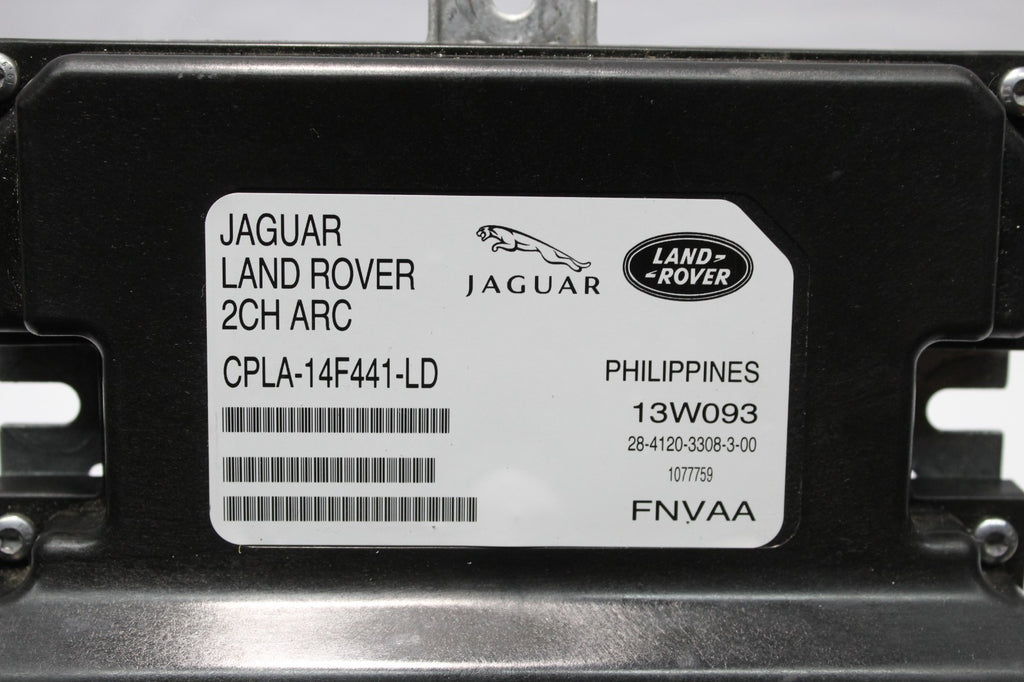 JAGUAR
LAND ROVER
2CH ARC
CPLA-14F441-LD
JAGUAR
LAND-
-ROVER
PHILIPPINES
13W093
28-4120-3308-3-00
1077759
FNVAA